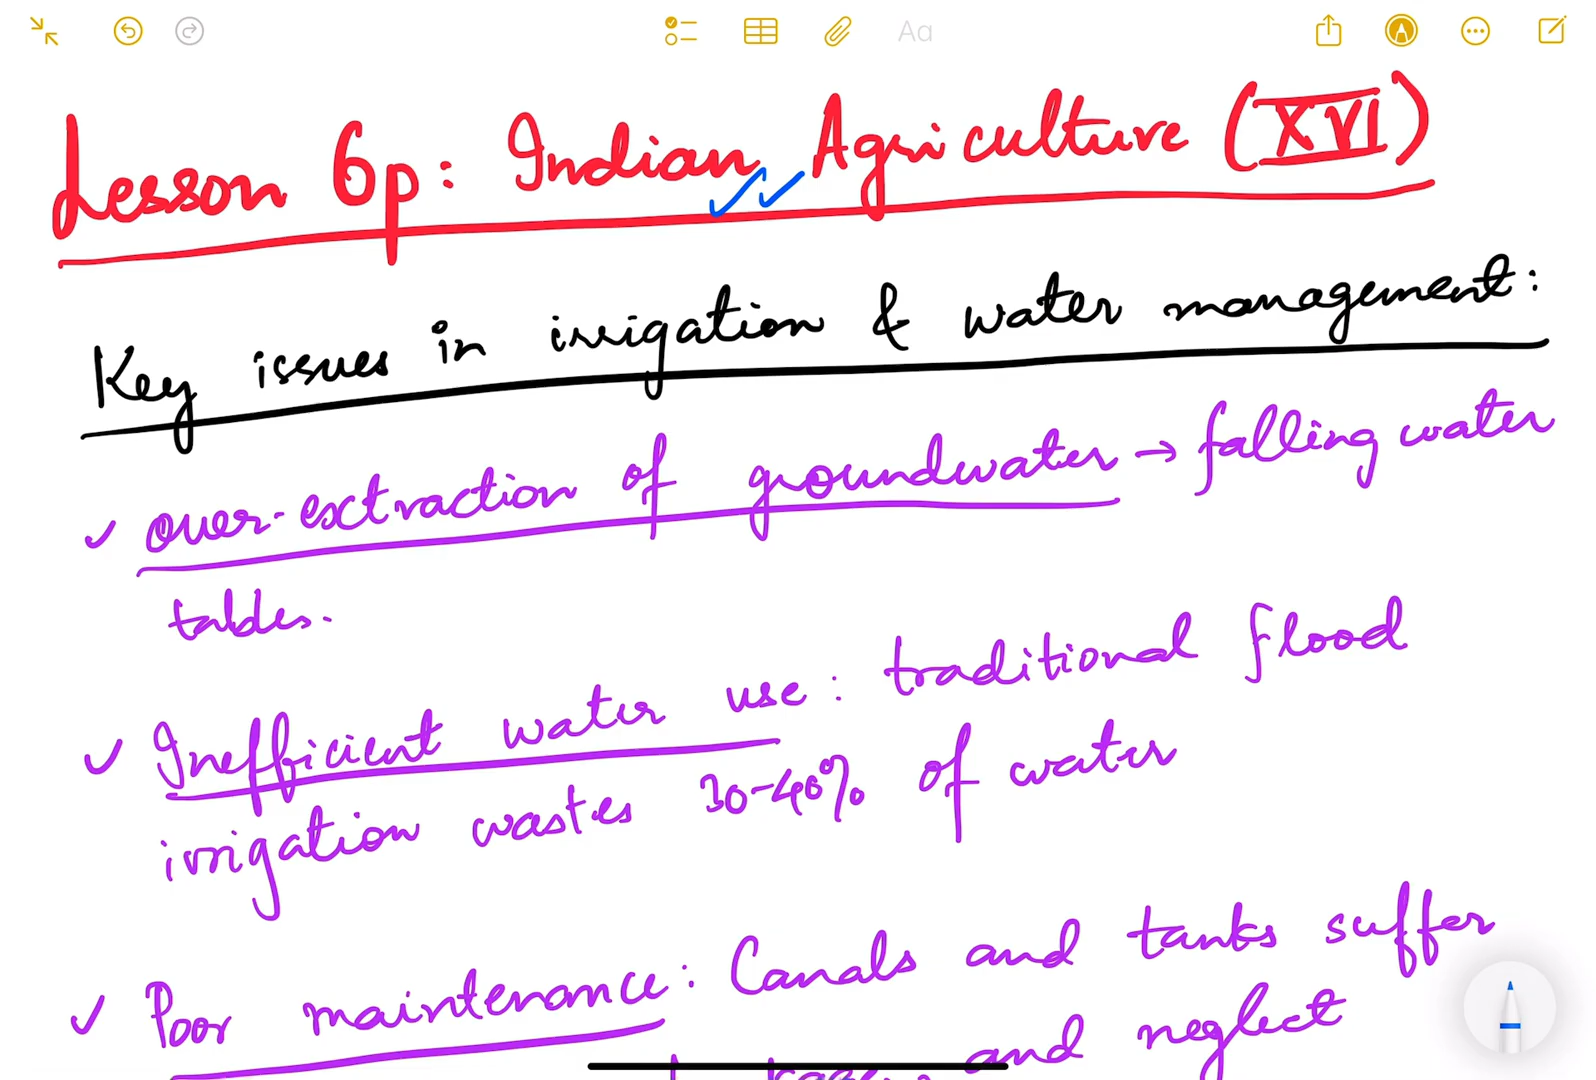 Aa
Lesson 6p: Indian Agriculture (XVI)
Key issues in irrigation & water management:
✓ over-extraction of groundwater → falling water
tables.
✓ Inefficient water use: traditional flood
irrigation wastes 30-40% of water
✓ Poor maintenance: Canals and tanks suffer
and neglect